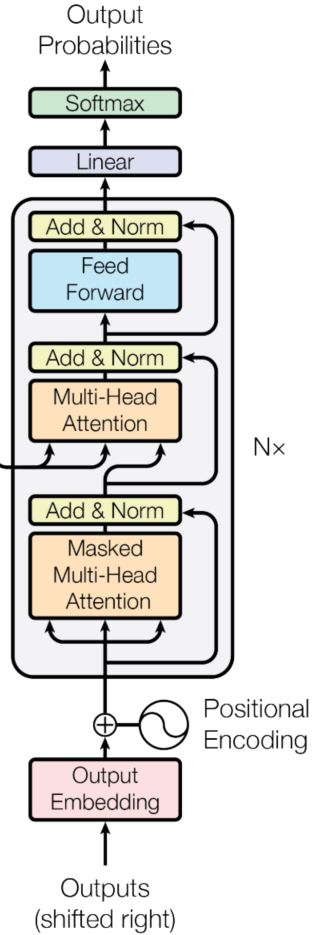 Output
Probabilities
Softmax
Linear
Add & Norm
Feed
Forward
Add & Norm
Multi-Head
Attention
N×
Add & Norm
Masked
Multi-Head
Attention
Positional
Encoding
Output
Embedding
Outputs
(shifted right)